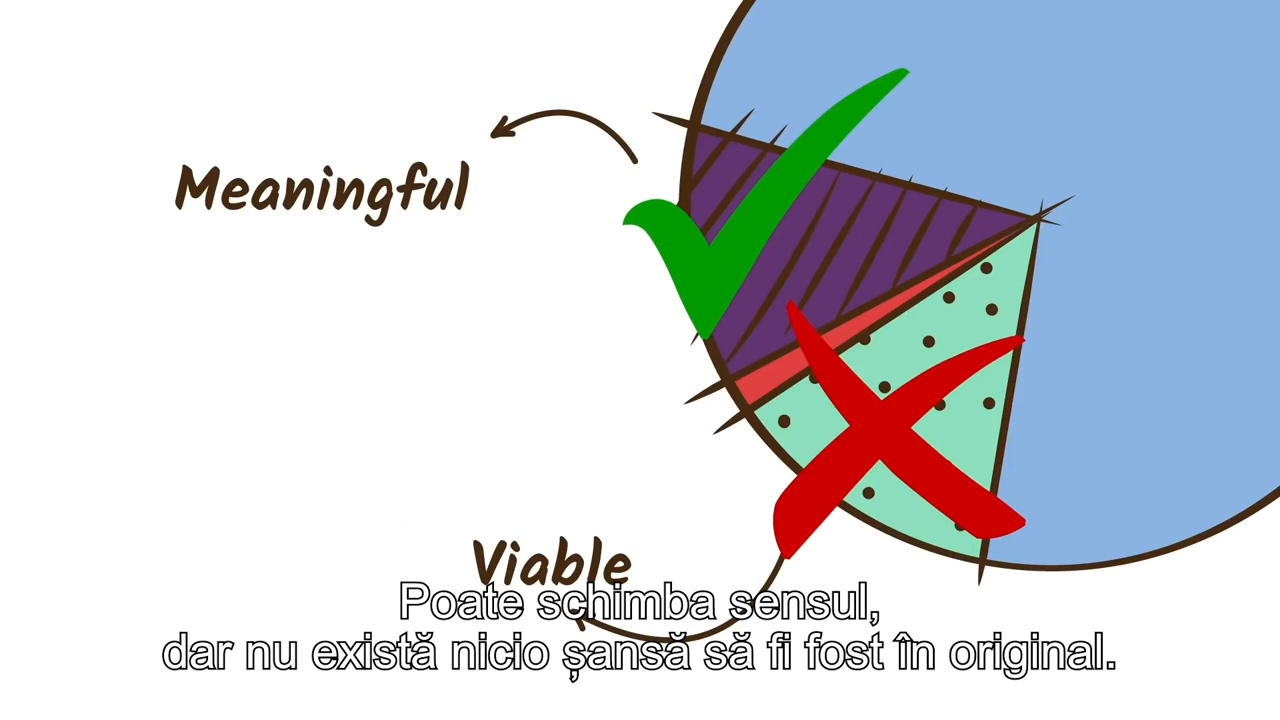 Meaningful
Viable
Poate schimba sensul,
dar nu există nicio șansă să fi fost în original.